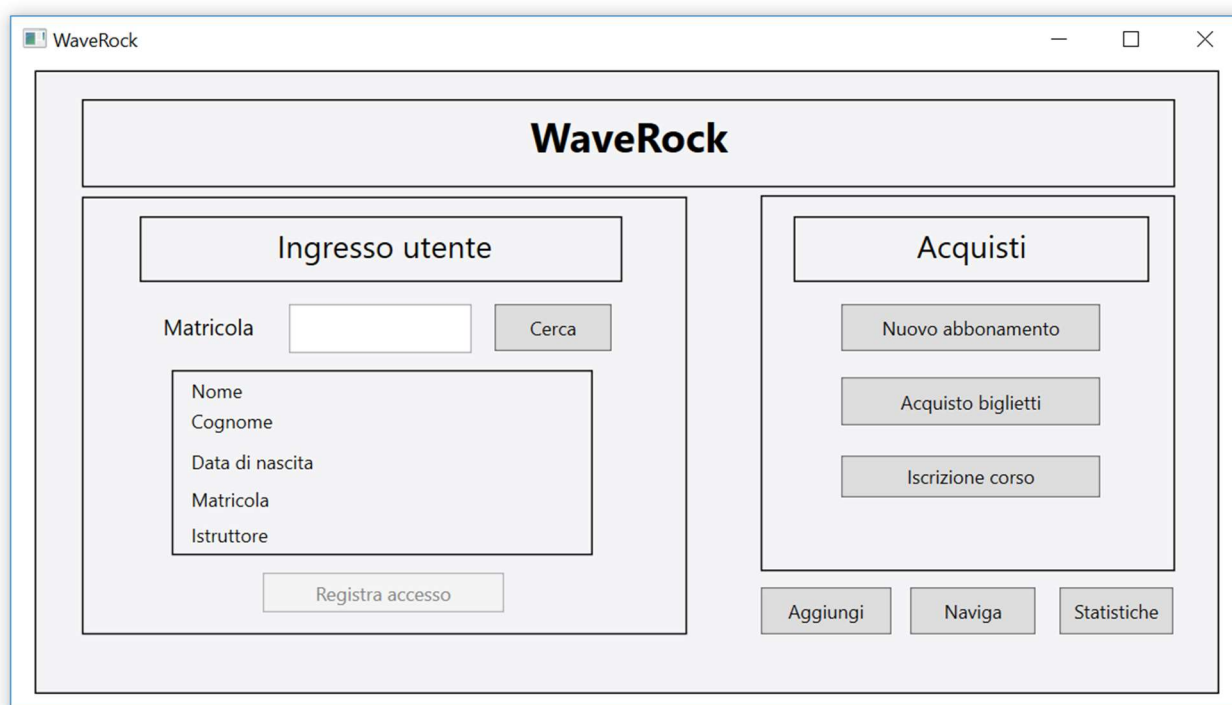 WaveRock
WaveRock
Ingresso utente
Matricola
Cerca
Nome
Cognome
Data di nascita
Matricola
Istruttore
Registra accesso
Acquisti
Nuovo abbonamento
Acquisto biglietti
Iscrizione corso
Aggiungi
Naviga
Statistiche